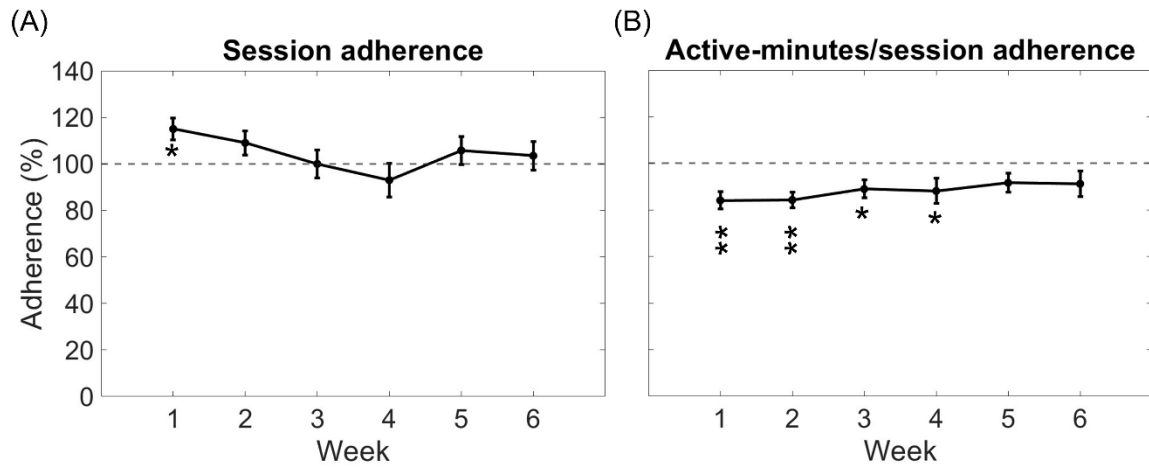 (A)
Session adherence
140
120
100
80
60
40
20
0
Adherence (%)
*
1 2 3 4 5 6
Week
(B)
Active-minutes/session adherence
* * * *
* *
1 2 3 4 5 6
Week